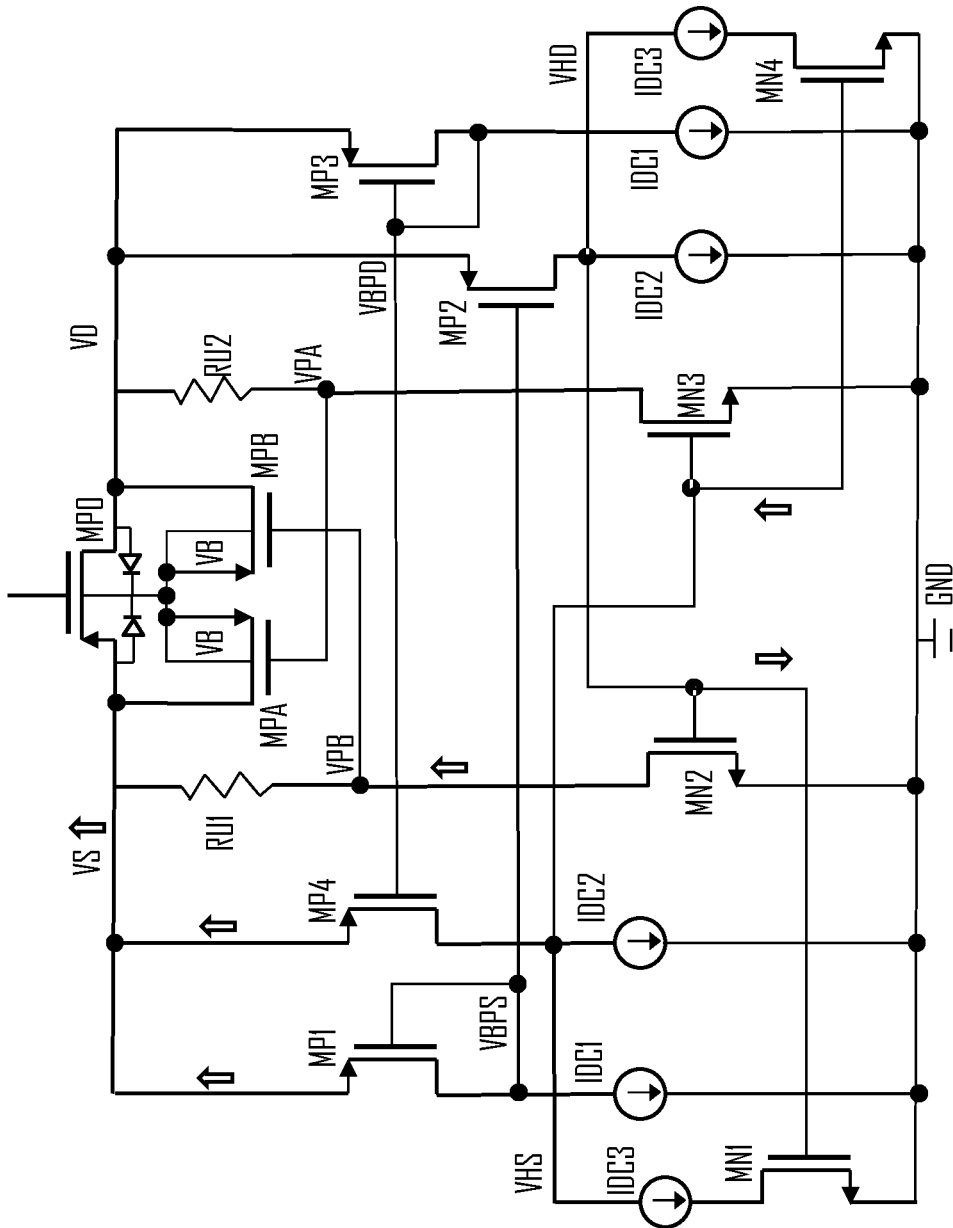 VS
VD
MP0
MPA
MPB
VB
VB
RU1
RU2
VPB
VPA
MP1
MP4
MP2
MP3
VBPS
VBPD
VHS
VHD
IDC3
IDC1
IDC2
IDC2
IDC1
IDC3
MN1
MN2
MN3
MN4
GND